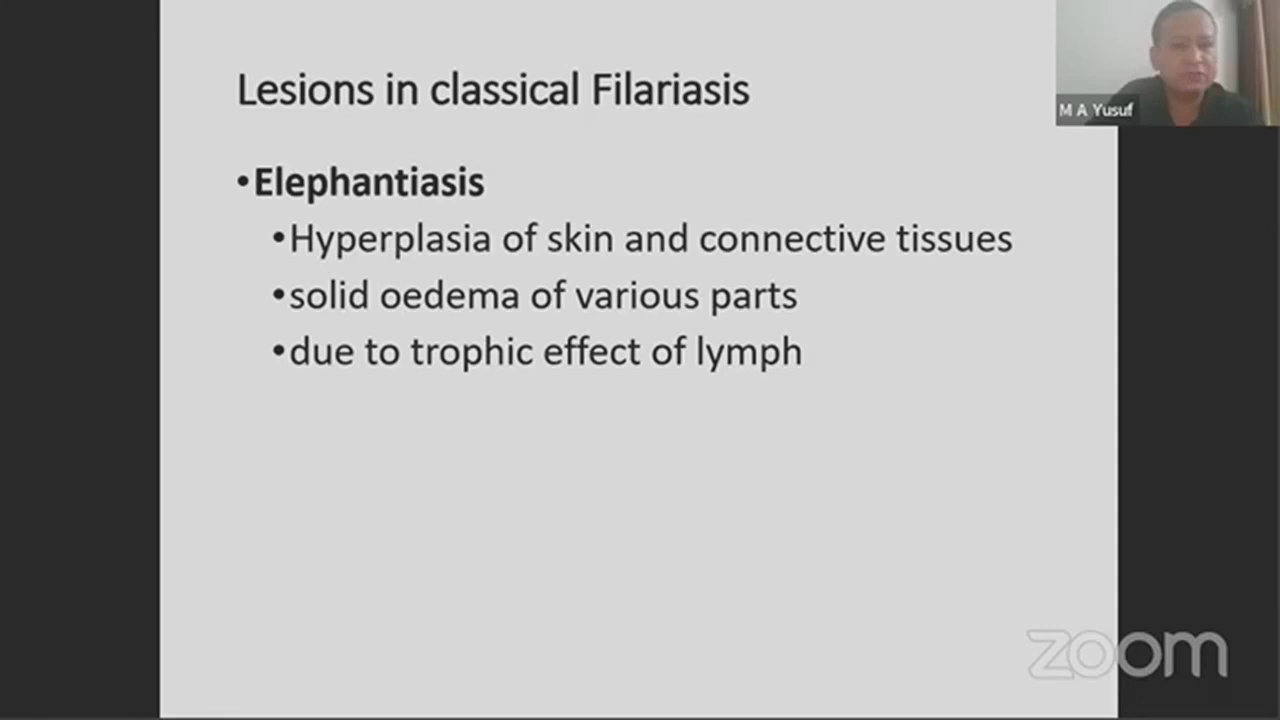 Lesions in classical Filariasis
M A Yusuf
•Elephantiasis
•Hyperplasia of skin and connective tissues
•solid oedema of various parts
•due to trophic effect of lymph
zoom